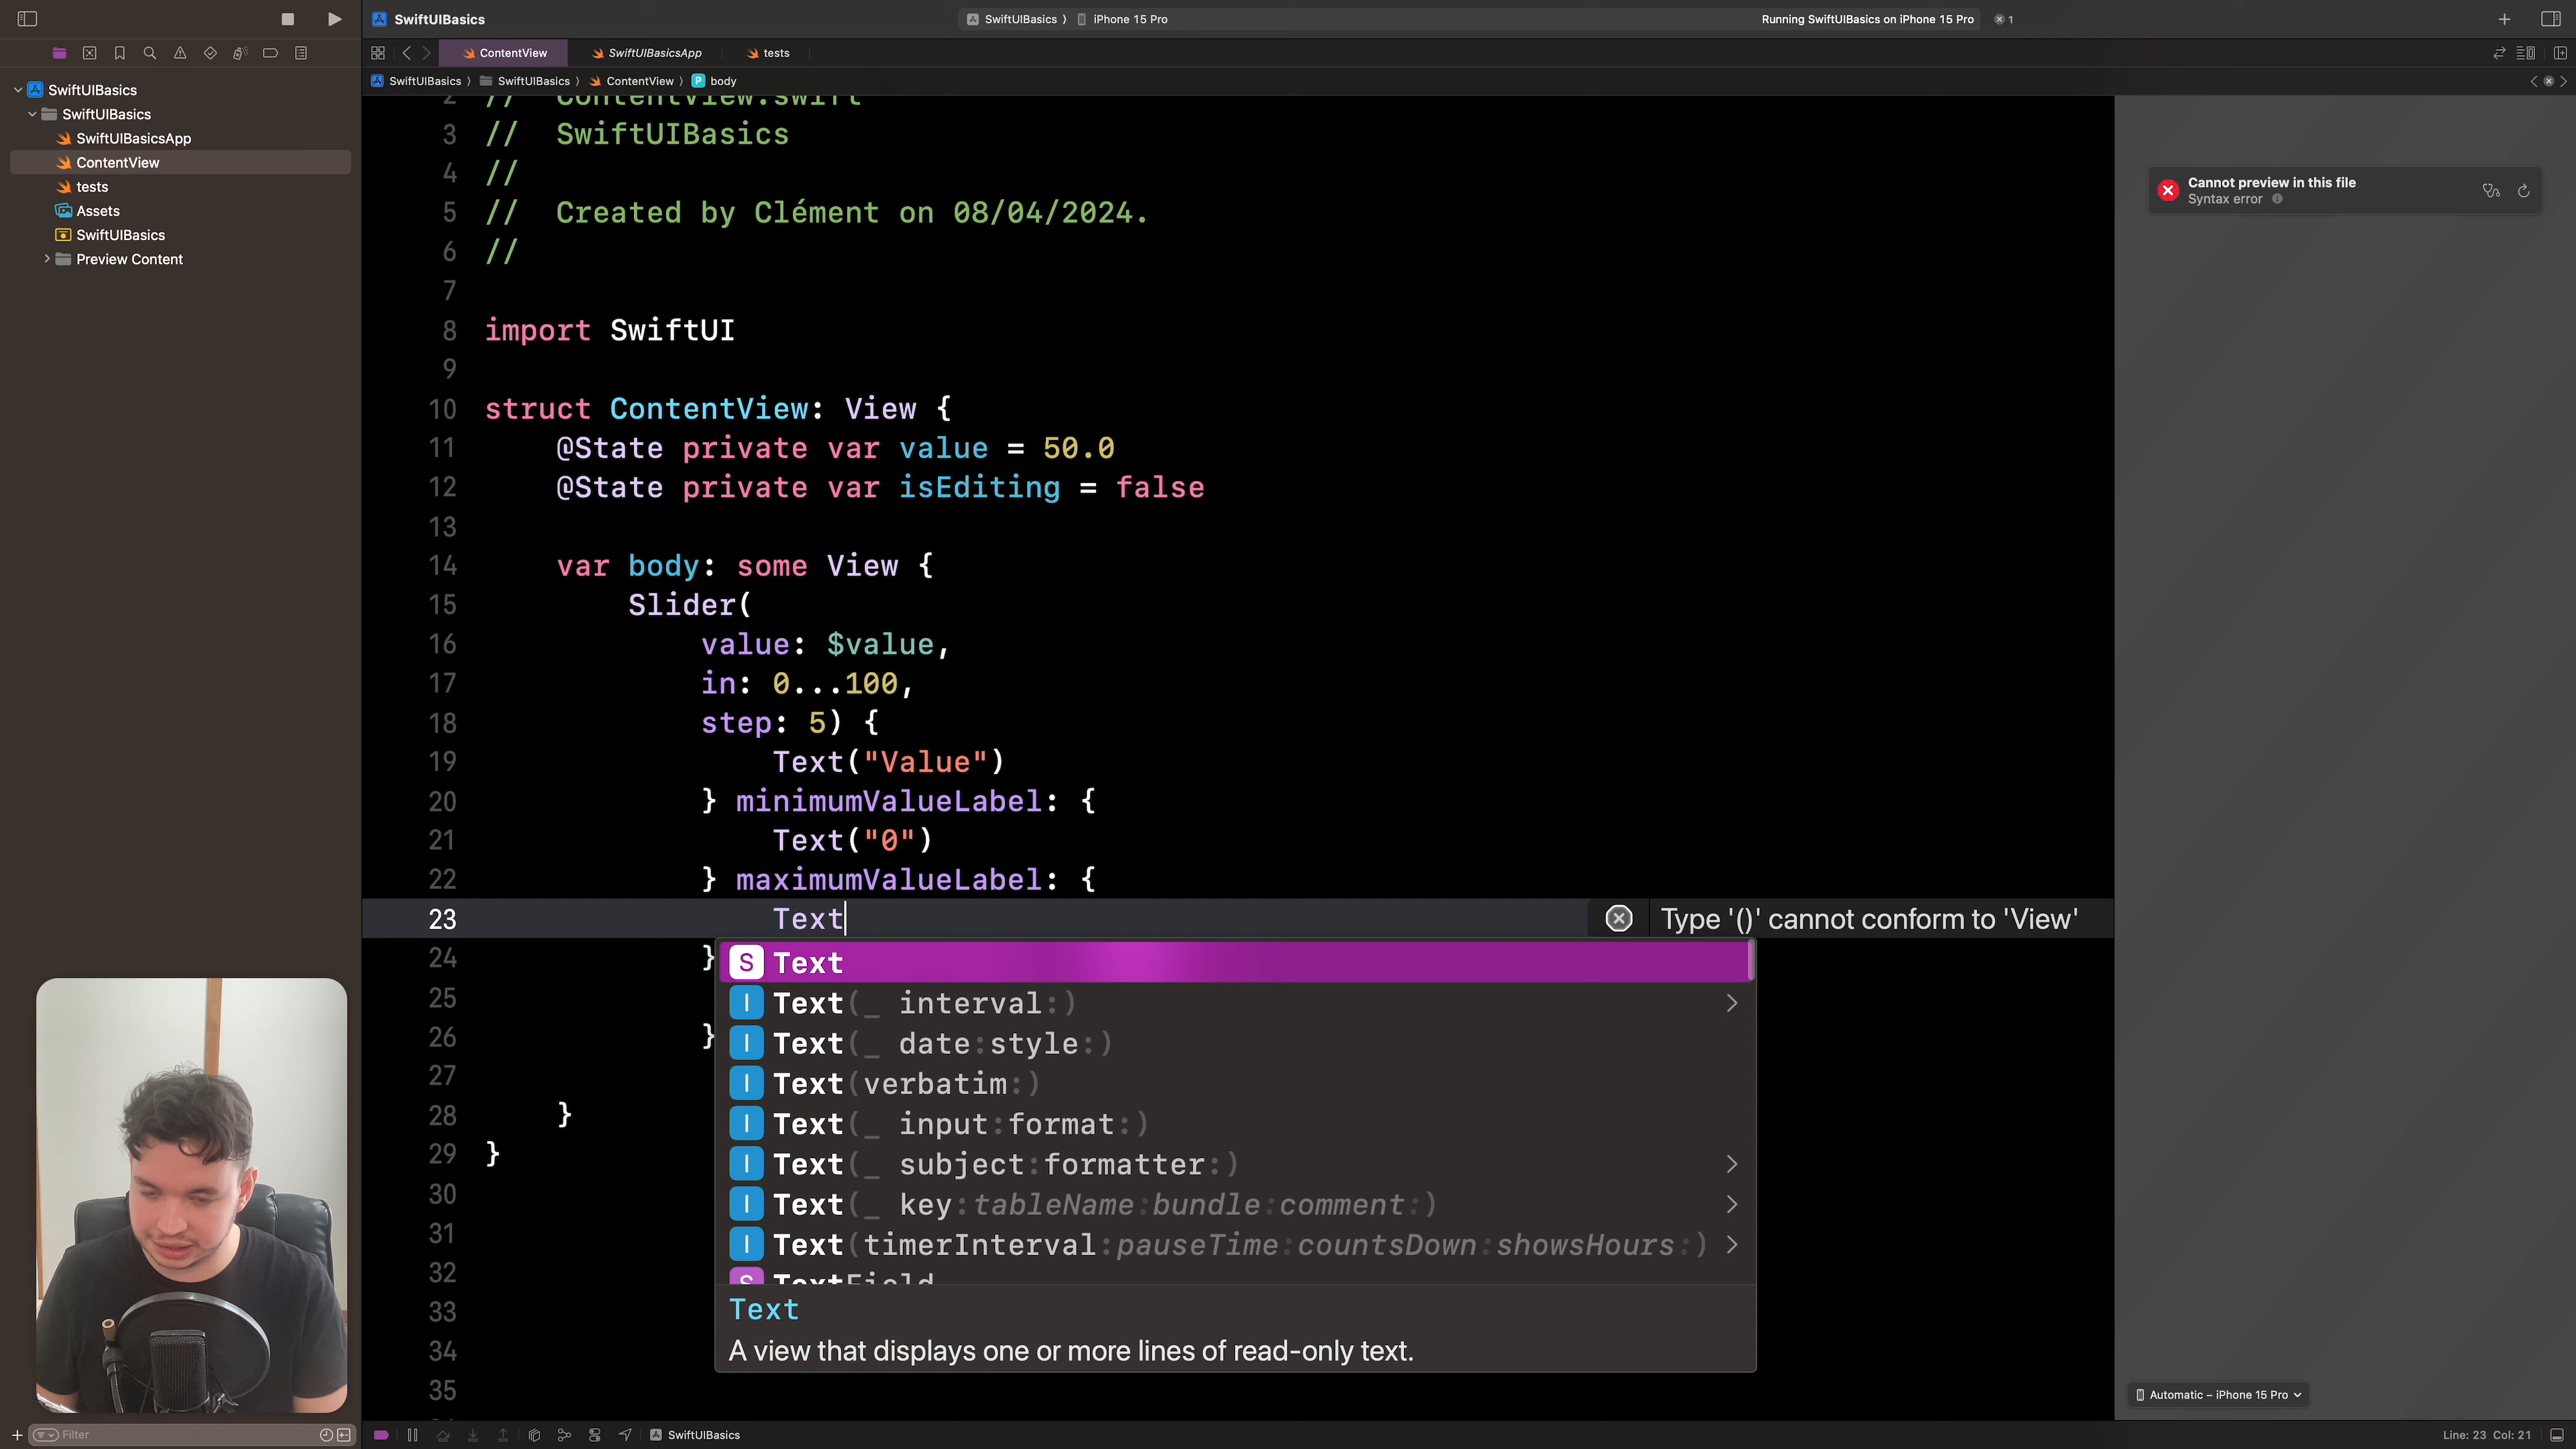 SwiftUIBasics
SwiftUIBasics
iPhone 15 Pro
Running SwiftUIBasics on iPhone 15 Pro
1
ContentView
SwiftUIBasicsApp
tests
SwiftUIBasics
SwiftUIBasics
ContentView
P body
SwiftUIBasics
SwiftUIBasics
SwiftUIBasicsApp
ContentView
tests
Assets
SwiftUIBasics
Preview Content
2 // ContentView.swift
3 // SwiftUIBasics
4 //
5 // Created by Clément on 08/04/2024.
6 //
7
8 import SwiftUI
9
10 struct ContentView: View {
11 @State private var value = 50.0
12 @State private var isEditing = false
13
14 var body: some View {
15 Slider(
16 value: $value,
17 in: 0...100,
18 step: 5) {
19 Text("Value")
20 } minimumValueLabel: {
21 Text("0")
22 } maximumValueLabel: {
23 Text
Type '()' cannot conform to 'View'
24 }
25
26 }
27
28 }
29 }
30
31
32
33
34
35
S Text
I Text(_ interval:)
I Text(_ date:style:)
I Text(verbatim:)
I Text(_ input:format:)
I Text(_ subject:formatter:)
I Text(_ key:tableName:bundle:comment:)
I Text(timerInterval:pauseTime:countsDown:showsHours:)
S TextField
Text
A view that displays one or more lines of read-only text.
Cannot preview in this file
Syntax error
Automatic – iPhone 15 Pro
Filter
SwiftUIBasics
Line: 23 Col: 21